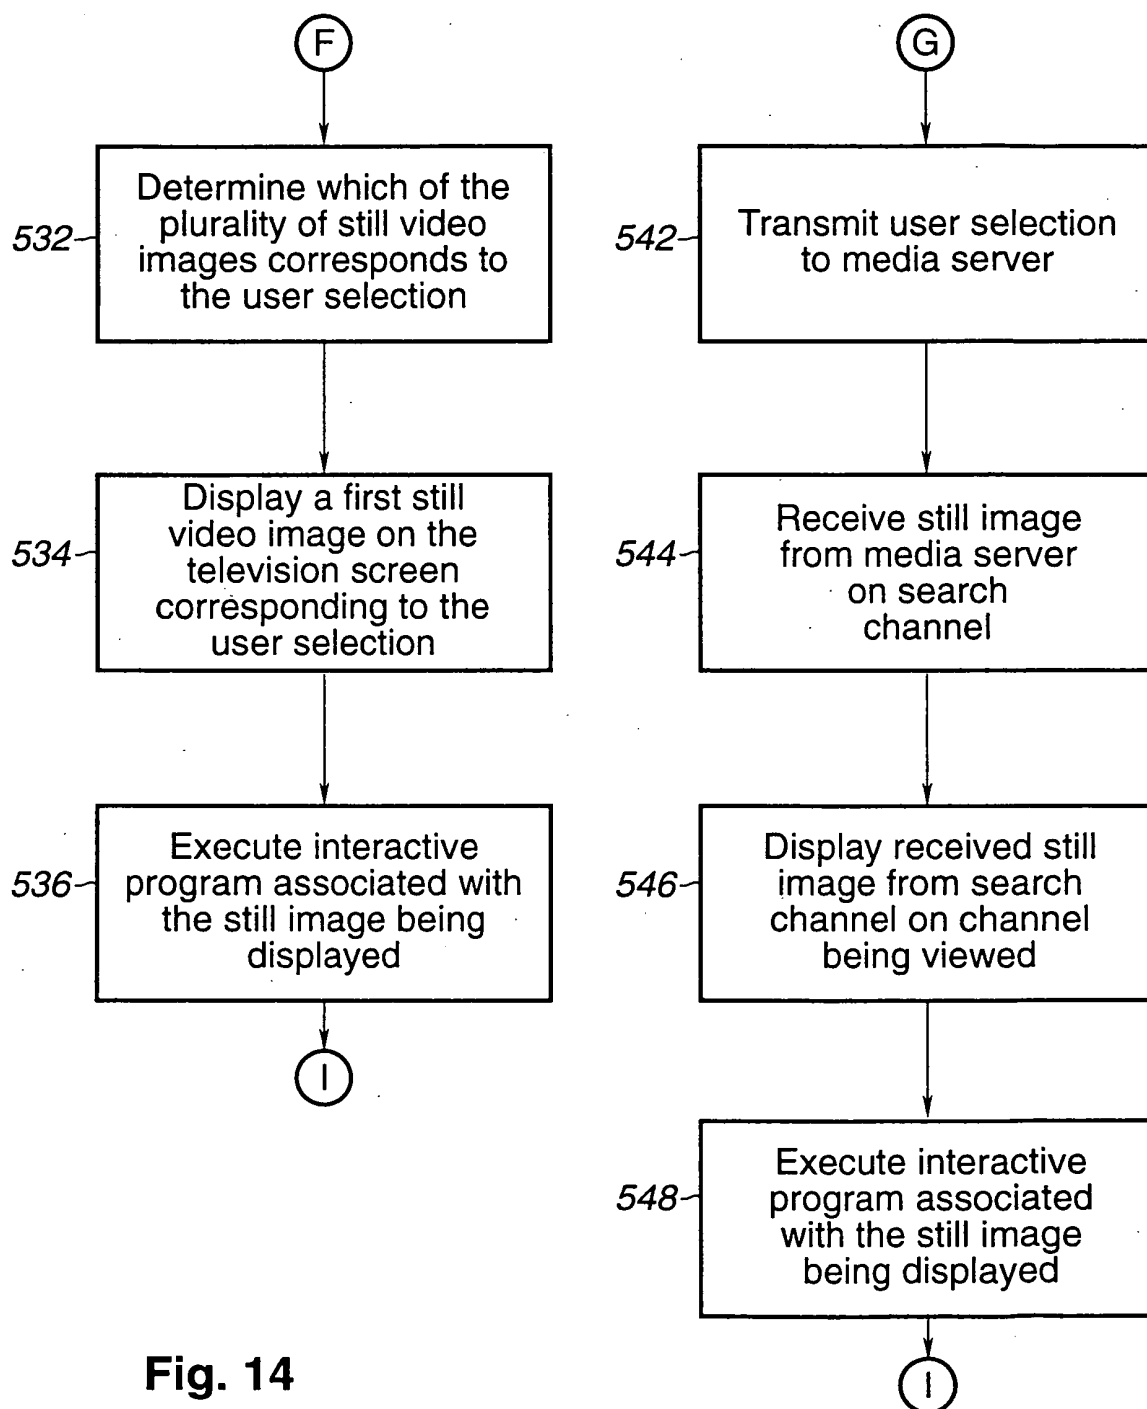 F
532
Determine which of the
plurality of still video
images corresponds to
the user selection
534
Display a first still
video image on the
television screen
corresponding to the
user selection
536
Execute interactive
program associated with
the still image being
displayed
I
G
542
Transmit user selection
to media server
544
Receive still image
from media server
on search
channel
546
Display received still
image from search
channel on channel
being viewed
548
Execute interactive
program associated
with the still image
being displayed
I
Fig. 14